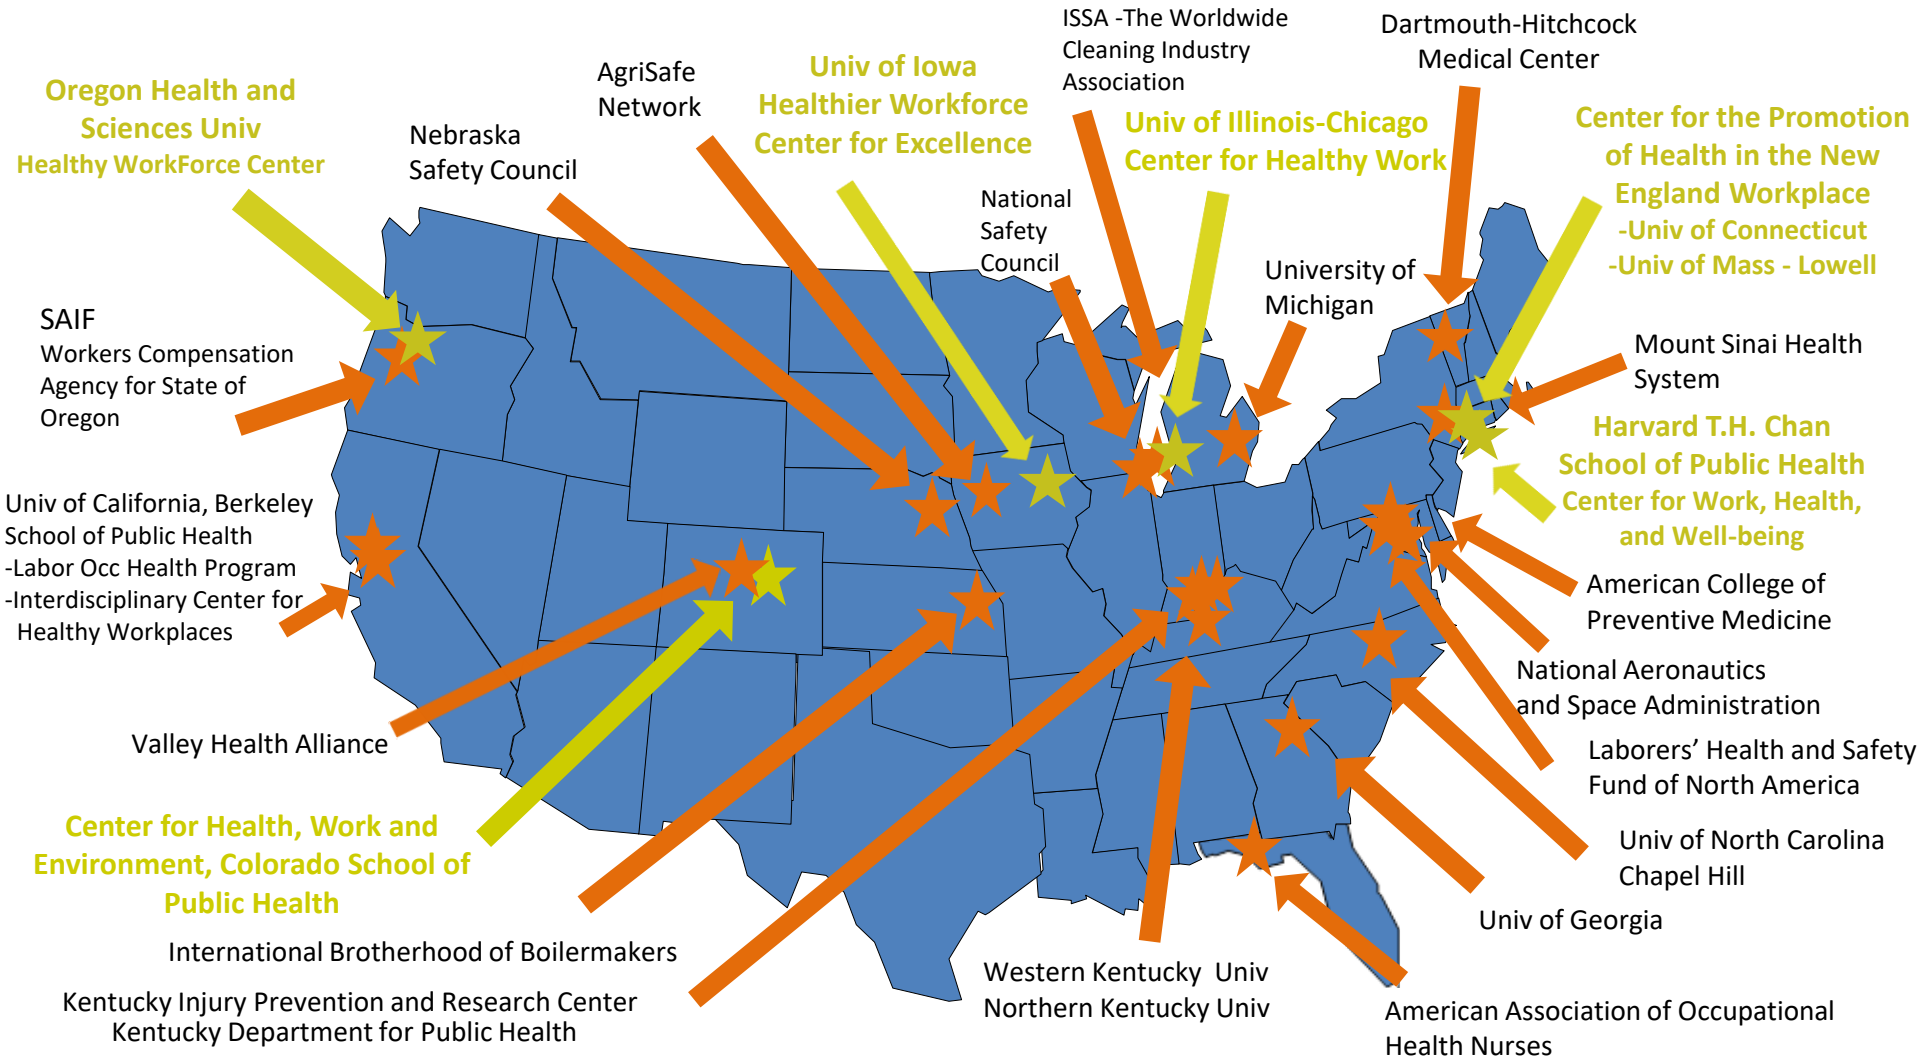 Oregon Health and
Sciences Univ
Healthy WorkForce Center
Nebraska
Safety Council
AgriSafe
Network
Univ of Iowa
Healthier Workforce
Center for Excellence
ISSA -The Worldwide
Cleaning Industry
Association
Univ of Illinois-Chicago
Center for Healthy Work
Dartmouth-Hitchcock
Medical Center
Center for the Promotion
of Health in the New
England Workplace
-Univ of Connecticut
-Univ of Mass - Lowell
National
Safety
Council
University of
Michigan
SAIF
Workers Compensation
Agency for State of
Oregon
Mount Sinai Health
System
Harvard T.H. Chan
School of Public Health
Center for Work, Health,
and Well-being
Univ of California, Berkeley
School of Public Health
-Labor Occ Health Program
-Interdisciplinary Center for
Healthy Workplaces
American College of
Preventive Medicine
National Aeronautics
and Space Administration
Valley Health Alliance
Laborers’ Health and Safety
Fund of North America
Center for Health, Work and
Environment, Colorado School of
Public Health
Univ of North Carolina
Chapel Hill
Univ of Georgia
International Brotherhood of Boilermakers
Western Kentucky  Univ
Northern Kentucky Univ
Kentucky Injury Prevention and Research Center
Kentucky Department for Public Health
American Association of Occupational
Health Nurses